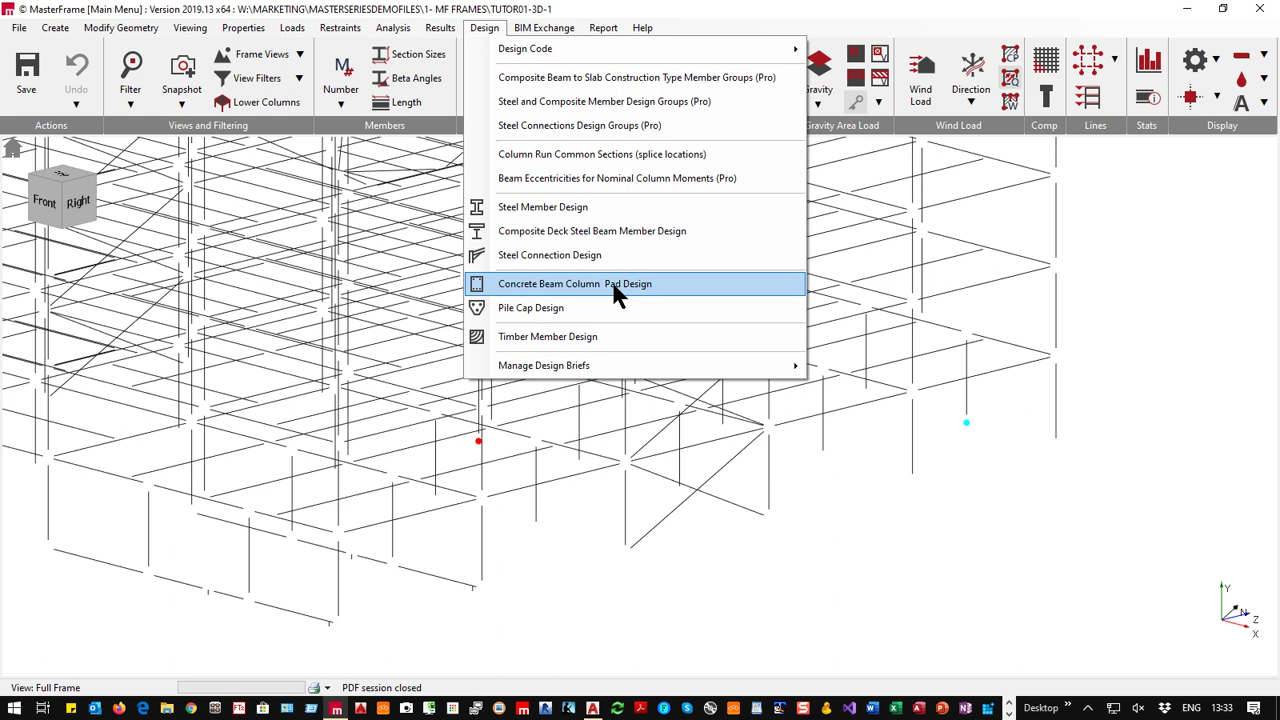 © MasterFrame [Main Menu] : Version 2019.13 x64 : W:\MARKETING\MASTERSERIESDEMOFILES\1- MF FRAMES\TUTOR01-3D-1
File Create Modify Geometry Viewing Properties Loads Restraints Analysis Results Design BIM Exchange Report Help
Save
Undo
Filter
Snapshot
Frame Views
View Filters
Lower Columns
Number
Section Sizes
Beta Angles
Length
Gravity
Wind
Load
Direction
Actions
Views and Filtering
Members
Gravity Area Load
Wind Load
Comp
Lines
Stats
Display
Design Code
Composite Beam to Slab Construction Type Member Groups (Pro)
Steel and Composite Member Design Groups (Pro)
Steel Connections Design Groups (Pro)
Column Run Common Sections (splice locations)
Beam Eccentricities for Nominal Column Moments (Pro)
Steel Member Design
Composite Deck Steel Beam Member Design
Steel Connection Design
Concrete Beam Column Pad Design
Pile Cap Design
Timber Member Design
Manage Design Briefs
Front
Right
Y
N
Z
X
View: Full Frame
PDF session closed
Desktop
ENG
13:33